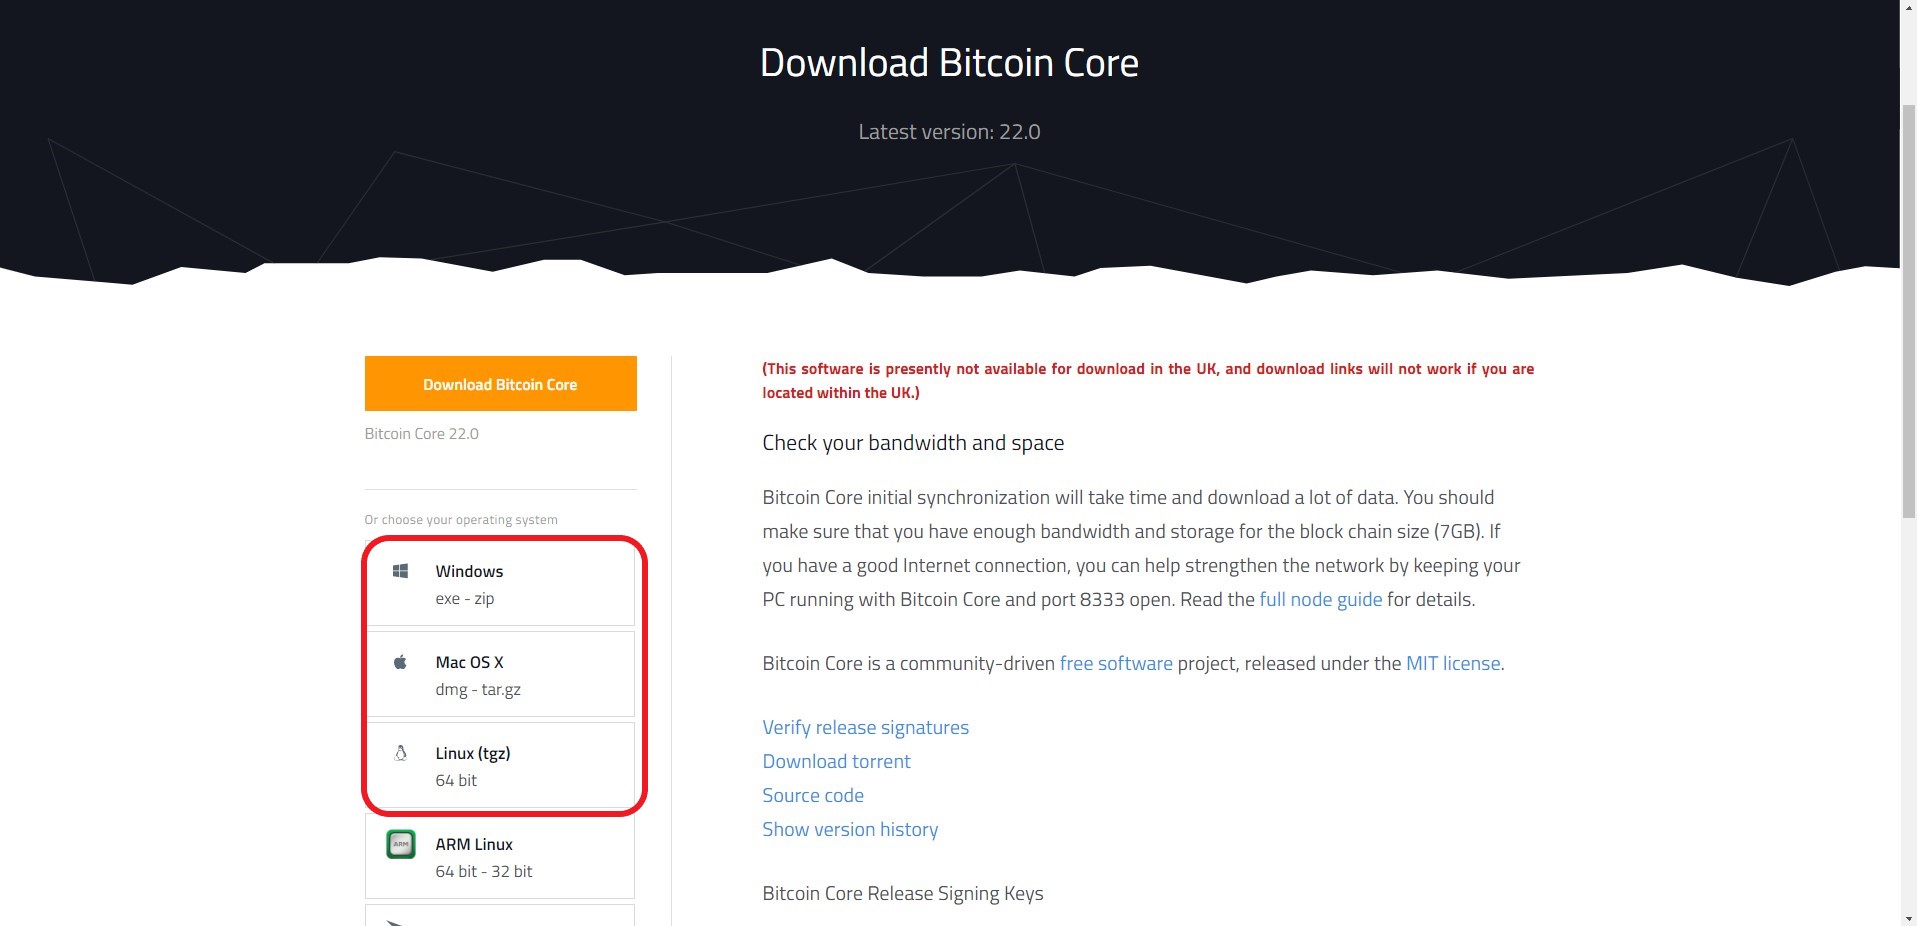 Download Bitcoin Core
Latest version: 22.0
Download Bitcoin Core
Bitcoin Core 22.0
Or choose your operating system
Windows
exe - zip
Mac OS X
dmg - tar.gz
Linux (tgz)
64 bit
ARM
ARM Linux
64 bit - 32 bit
(This software is presently not available for download in the UK, and download links will not work if you are
located within the UK.)
Check your bandwidth and space
Bitcoin Core initial synchronization will take time and download a lot of data. You should
make sure that you have enough bandwidth and storage for the block chain size (7GB). If
you have a good Internet connection, you can help strengthen the network by keeping your
PC running with Bitcoin Core and port 8333 open. Read the full node guide for details.
Bitcoin Core is a community-driven free software project, released under the MIT license.
Verify release signatures
Download torrent
Source code
Show version history
Bitcoin Core Release Signing Keys